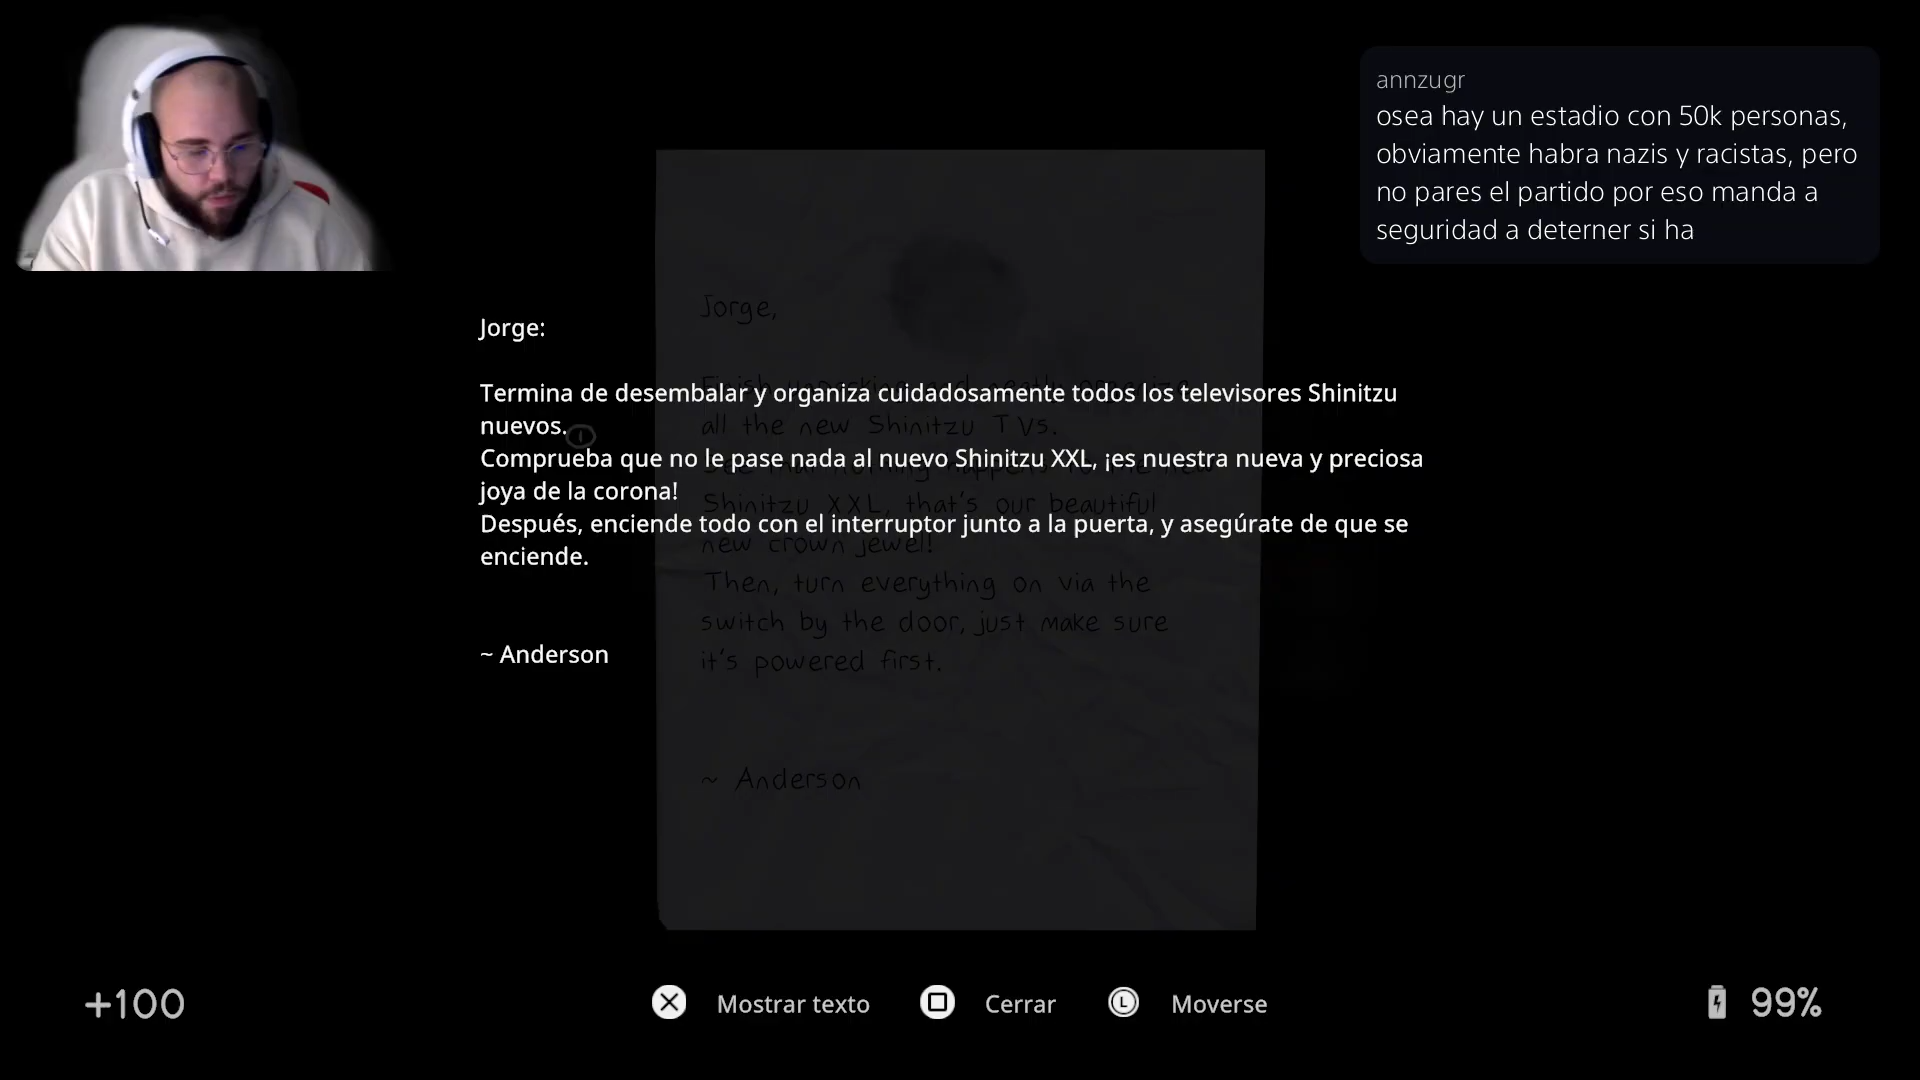 annzugr
osea hay un estadio con 50k personas,
obviamente habra nazis y racistas, pero
no pares el partido por eso manda a
seguridad a deterner si ha
Jorge:
Termina de desembalar y organiza cuidadosamente todos los televisores Shinitzu
nuevos.
Comprueba que no le pase nada al nuevo Shinitzu XXL, ¡es nuestra nueva y preciosa
joya de la corona!
Después, enciende todo con el interruptor junto a la puerta, y asegúrate de que se
enciende.
~ Anderson
Jorge,
all the new Shinitzu TVs.
Shinitzu XXL, that's our beautiful
new crown jewel!
Then, turn everything on via the
switch by the door, just make sure
it's powered first.
~ Anderson
+100
Mostrar texto
Cerrar
L
Moverse
99%